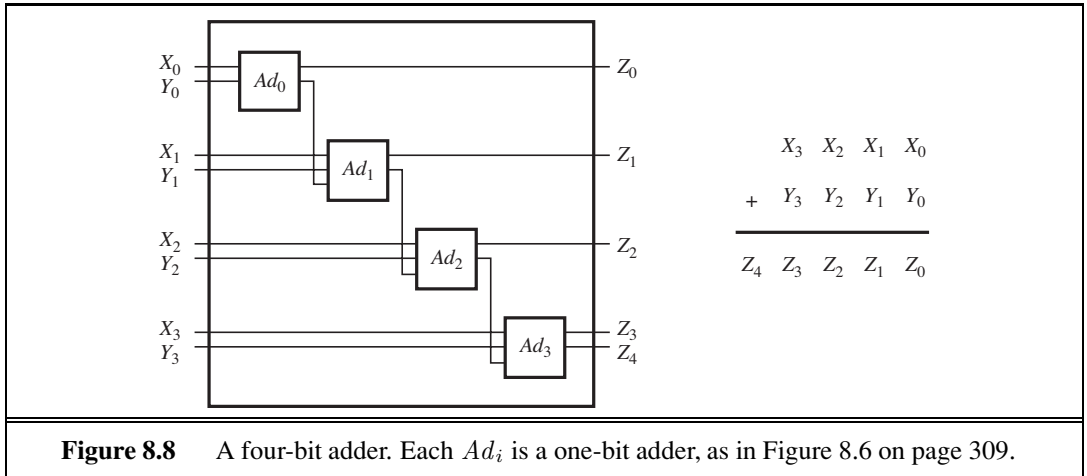 X0 Ad0 Z0
Y0
X1 Ad1 Z1
Y1
X2 Ad2 Z2
Y2
X3 Ad3 Z3
Y3 Z4
X3 X2 X1 X0
+ Y3 Y2 Y1 Y0
Z4 Z3 Z2 Z1 Z0
Figure 8.8 A four-bit adder. Each Adi is a one-bit adder, as in Figure 8.6 on page 309.